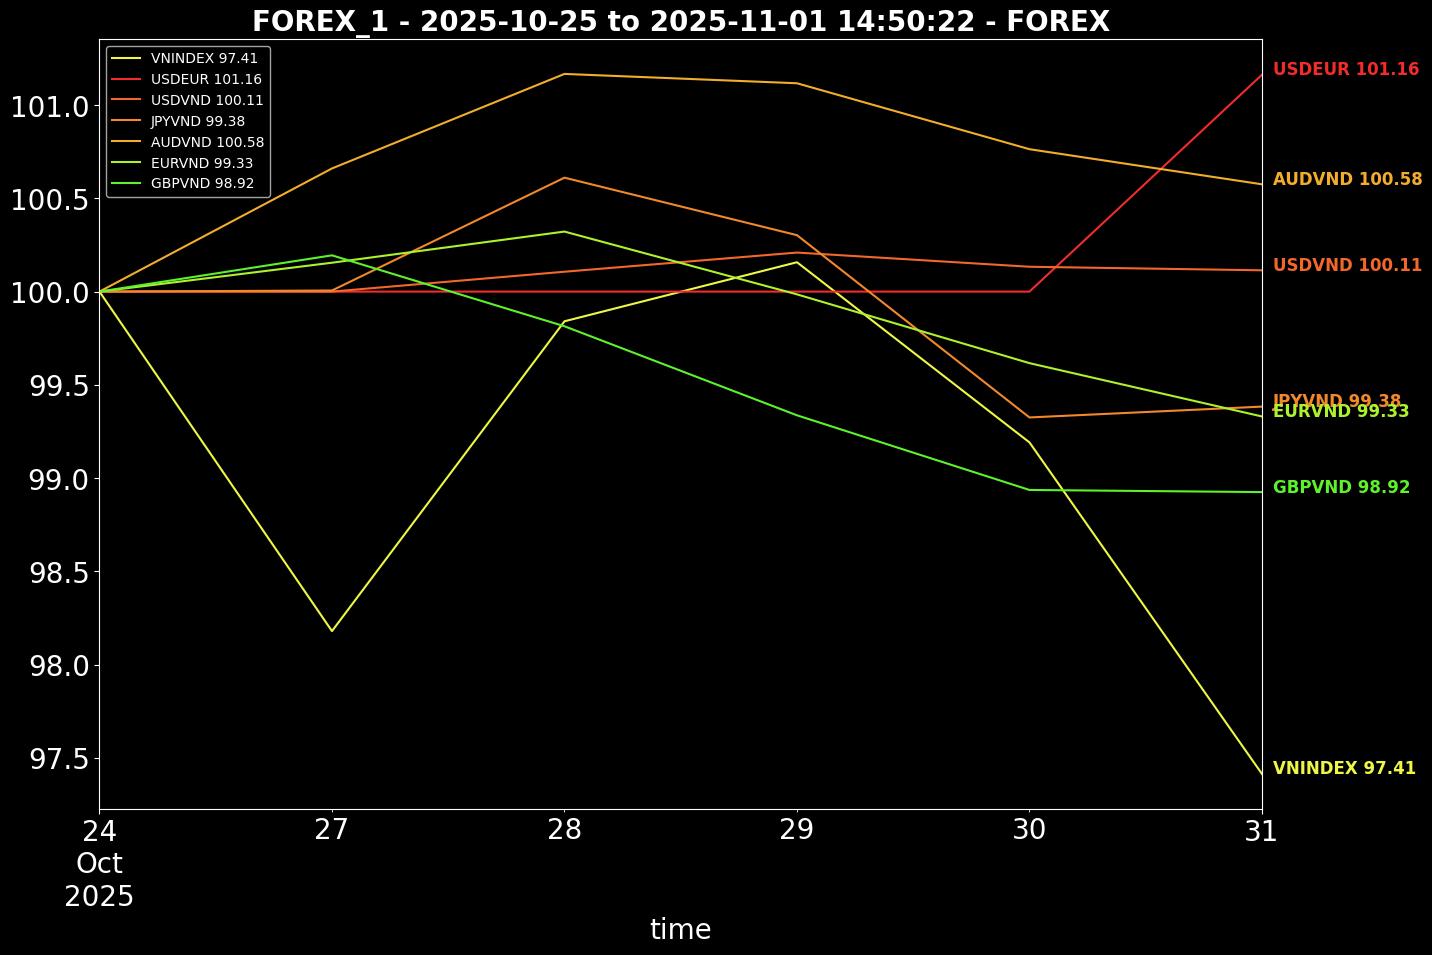 FOREX_1 - 2025-10-25 to 2025-11-01 14:50:22 - FOREX
VNINDEX 97.41
USDEUR 101.16
USDVND 100.11
JPYVND 99.38
AUDVND 100.58
EURVND 99.33
GBPVND 98.92
101.0
100.5
100.0
99.5
99.0
98.5
98.0
97.5
USDEUR 101.16
AUDVND 100.58
USDVND 100.11
JPYVND 99.38
EURVND 99.33
GBPVND 98.92
VNINDEX 97.41
24 27 28 29 30 31
Oct
2025
time